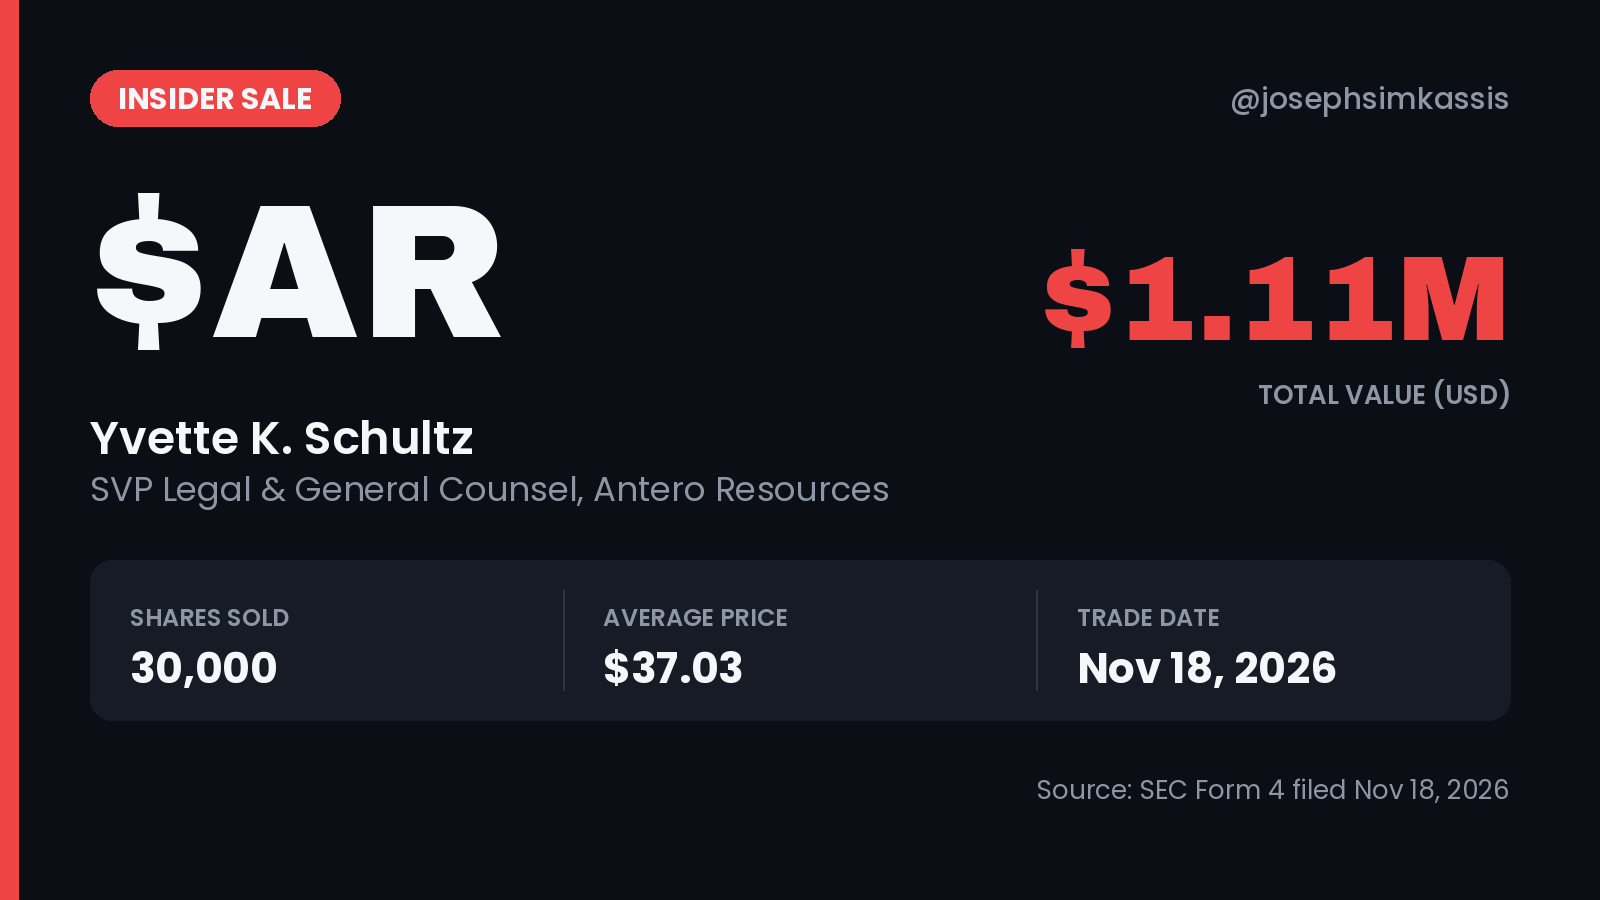 INSIDER SALE
@josephsimkassis
$AR
$1.11M
TOTAL VALUE (USD)
Yvette K. Schultz
SVP Legal & General Counsel, Antero Resources
SHARES SOLD
30,000
AVERAGE PRICE
$37.03
TRADE DATE
Nov 18, 2026
Source: SEC Form 4 filed Nov 18, 2026